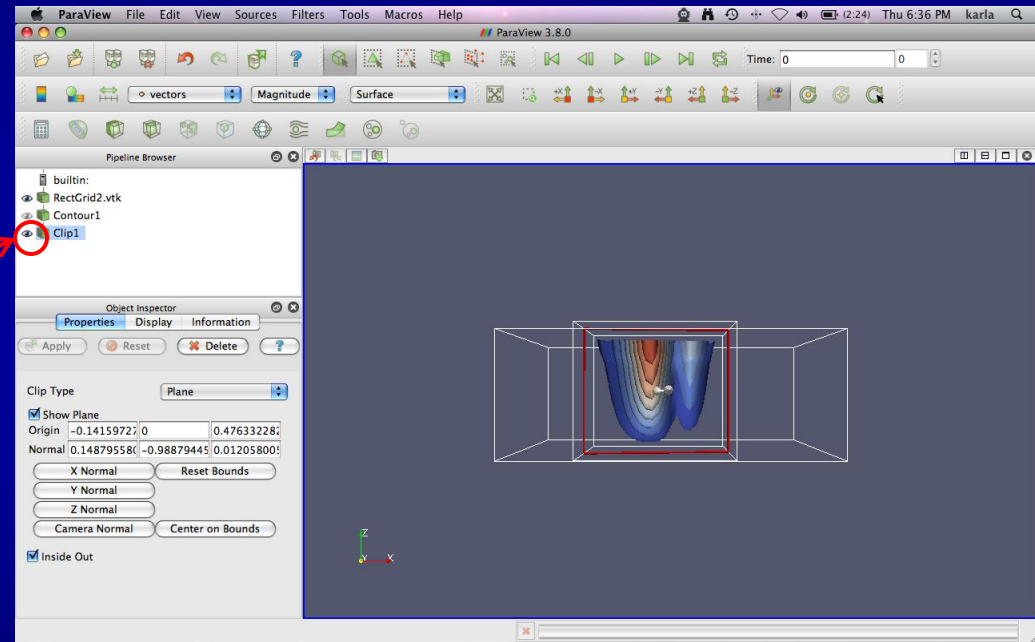 ParaView File Edit View Sources Filters Tools Macros Help (2:24) Thu 6:36 PM karla
ParaView 3.8.0
Time: 0 0
vectors Magnitude Surface +X -X +Y -Y +Z -Z
Pipeline Browser
builtin:
RectGrid2.vtk
Contour1
Clip1
Object Inspector
Properties Display Information
Apply Reset Delete ?
Clip Type Plane
Show Plane
Origin -0.14159727 0 0.476332282
Normal 0.148795580 -0.98879445 0.012058005
X Normal Reset Bounds
Y Normal
Z Normal
Camera Normal Center on Bounds
Inside Out
Z
Y X